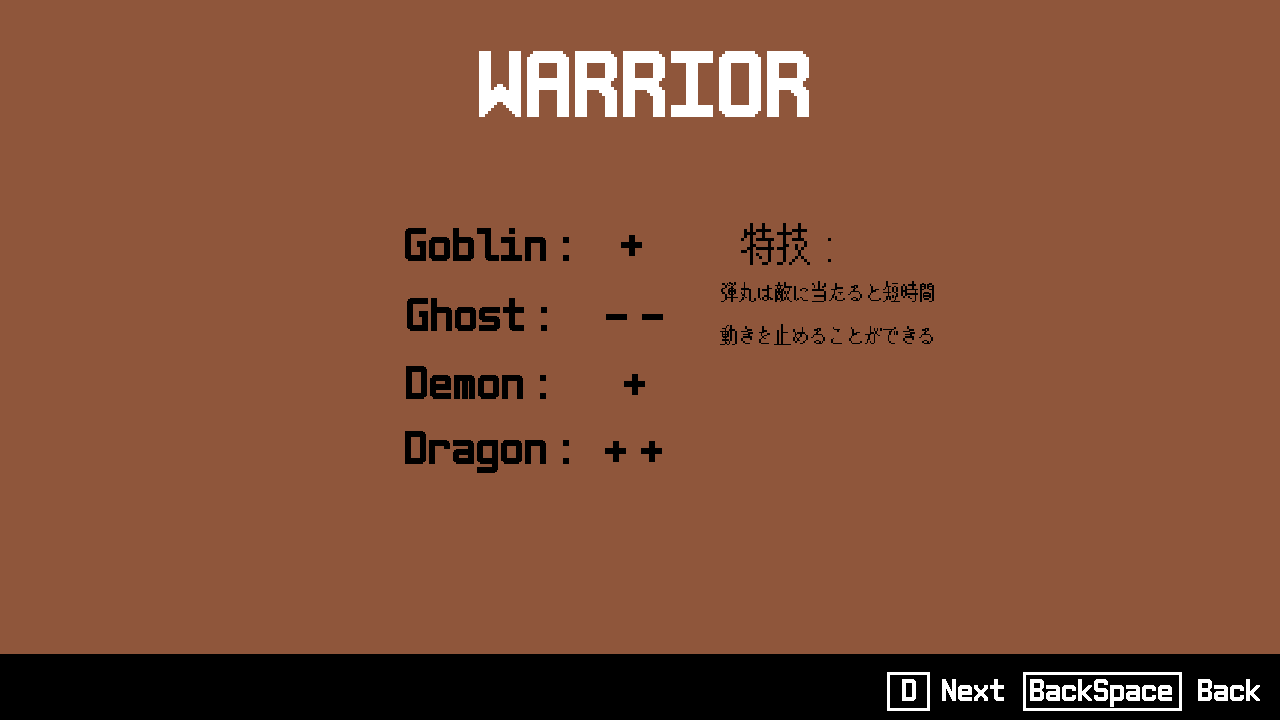 WARRIOR
Goblin: +
Ghost: --
Demon: +
Dragon: ++
特技:
弾丸は敵に当たると短時間
動きを止めることができる
D Next BackSpace Back